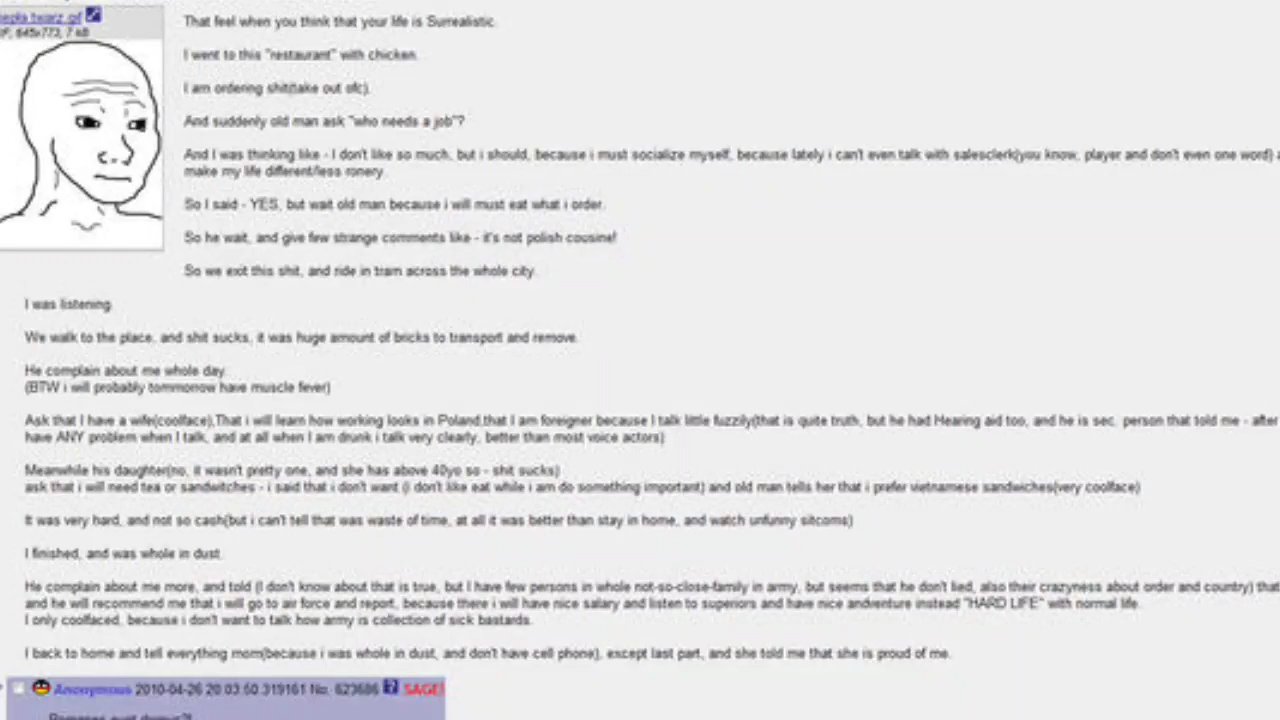 twarz.gif
645x773, 7 kB
That feel when you think that your life is Surrealistic.
I went to this "restaurant" with chicken.
I am ordering shit(take out ofc).
And suddenly old man ask "who needs a job"?
And I was thinking like - I don't like so much, but i should, because i must socialize myself, because lately i can't even talk with salesclerk(you know, player and don't even one word)
make my life different/less ronery.
So I said - YES, but wait old man because i will must eat what i order.
So he wait, and give few strange comments like - it's not polish cousine!
So we exit this shit, and ride in tram across the whole city.
I was listening.
We walk to the place, and shit sucks, it was huge amount of bricks to transport and remove.
He complain about me whole day.
(BTW i will probably tommorow have muscle fever)
Ask that I have a wife(coolface),That i will learn how working looks in Poland,that I am foreigner because I talk little fuzzily(that is quite truth, but he had Hearing aid too, and he is sec. person that told me - after
have ANY problem when I talk, and at all when I am drunk i talk very clearly, better than most voice actors)
Meanwhile his daughter(no, it wasn't pretty one, and she has above 40yo so - shit sucks)
ask that i will need tea or sandwitches - i said that i don't want (i don't like eat while i am do something important) and old man tells her that i prefer vietnamese sandwiches(very coolface)
It was very hard, and not so cash(but i can't tell that was waste of time, at all it was better than stay in home, and watch unfunny sitcoms)
I finished, and was whole in dust.
He complain about me more, and told (I don't know about that is true, but I have few persons in whole not-so-close-family in army, but seems that he don't lied, also their crazyness about order and country)
and he will recommend me that i will go to air force and report, because there i will have nice salary and listen to superiors and have nice andventure instead "HARD LIFE" with normal life.
I only coolfaced, because i don't want to talk how army is collection of sick bastards.
I back to home and tell everything mom(because i was whole in dust, and don't have cell phone), except last part, and she told me that she is proud of me.
Anonymous 2010-04-26 20:03:50.319161 No. 623686 SAGE!